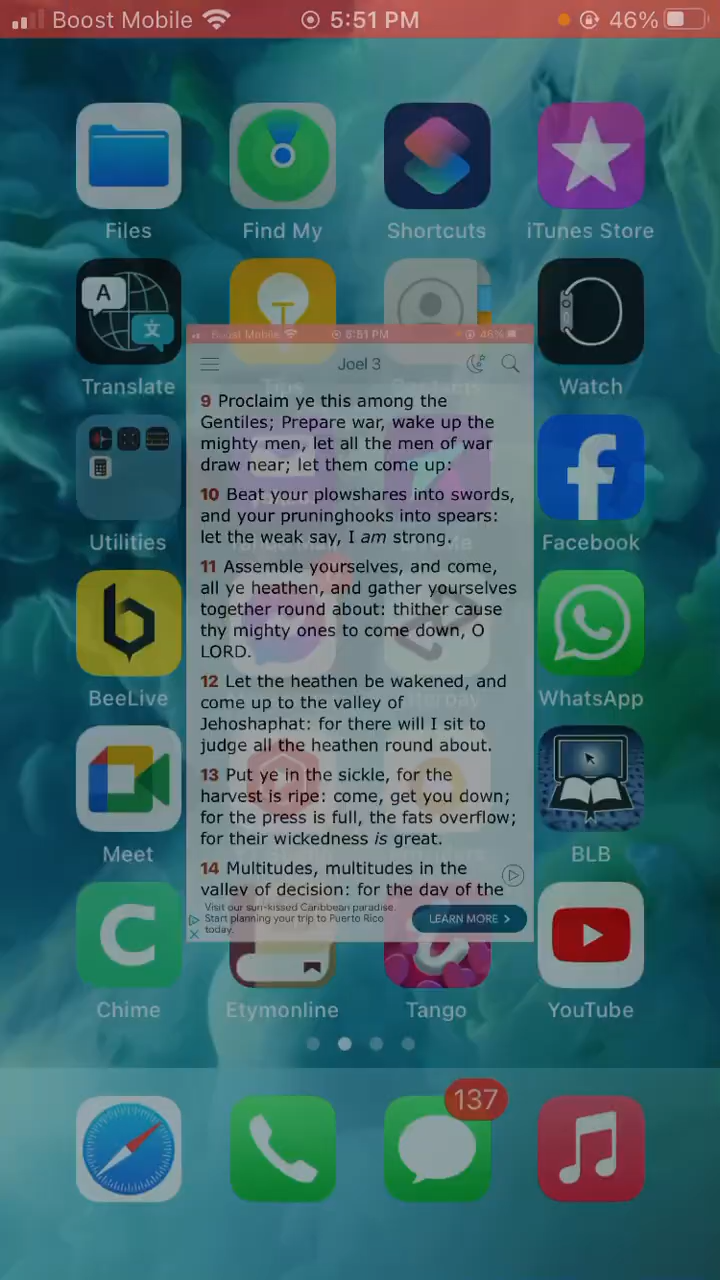 Boost Mobile 5:51 PM 46%
Files Find My Shortcuts iTunes Store
A 文
Translate Watch
Boost Mobile 5:51 PM 46%
Joel 3
9 Proclaim ye this among the
Gentiles; Prepare war, wake up the
mighty men, let all the men of war
draw near; let them come up:
10 Beat your plowshares into swords,
and your pruninghooks into spears:
let the weak say, I am strong.
11 Assemble yourselves, and come,
all ye heathen, and gather yourselves
together round about: thither cause
thy mighty ones to come down, O
LORD.
12 Let the heathen be wakened, and
come up to the valley of
Jehoshaphat: for there will I sit to
judge all the heathen round about.
13 Put ye in the sickle, for the
harvest is ripe: come, get you down;
for the press is full, the fats overflow;
for their wickedness is great.
14 Multitudes, multitudes in the
valley of decision: for the day of the
Visit our sun-kissed Caribbean paradise.
Start planning your trip to Puerto Rico
today.
LEARN MORE >
Utilities Facebook
BeeLive WhatsApp
Meet BLB
Chime Etymonline Tango YouTube
137